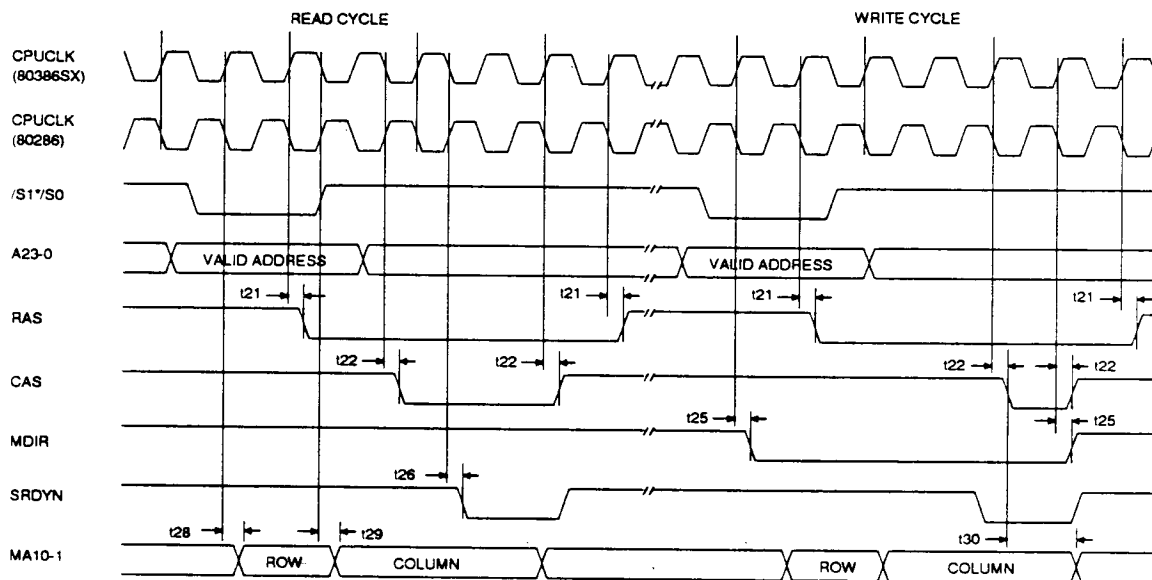 READ CYCLE WRITE CYCLE
CPUCLK
(80386SX)
CPUCLK
(80286)
/S1*/S0
A23-0 VALID ADDRESS VALID ADDRESS
t21 t21 t21 t21
RAS
t22 t22 t22 t22
CAS
t25 t25
MDIR
t26
SRDYN
t28 t29 t30
MA10-1 ROW COLUMN ROW COLUMN